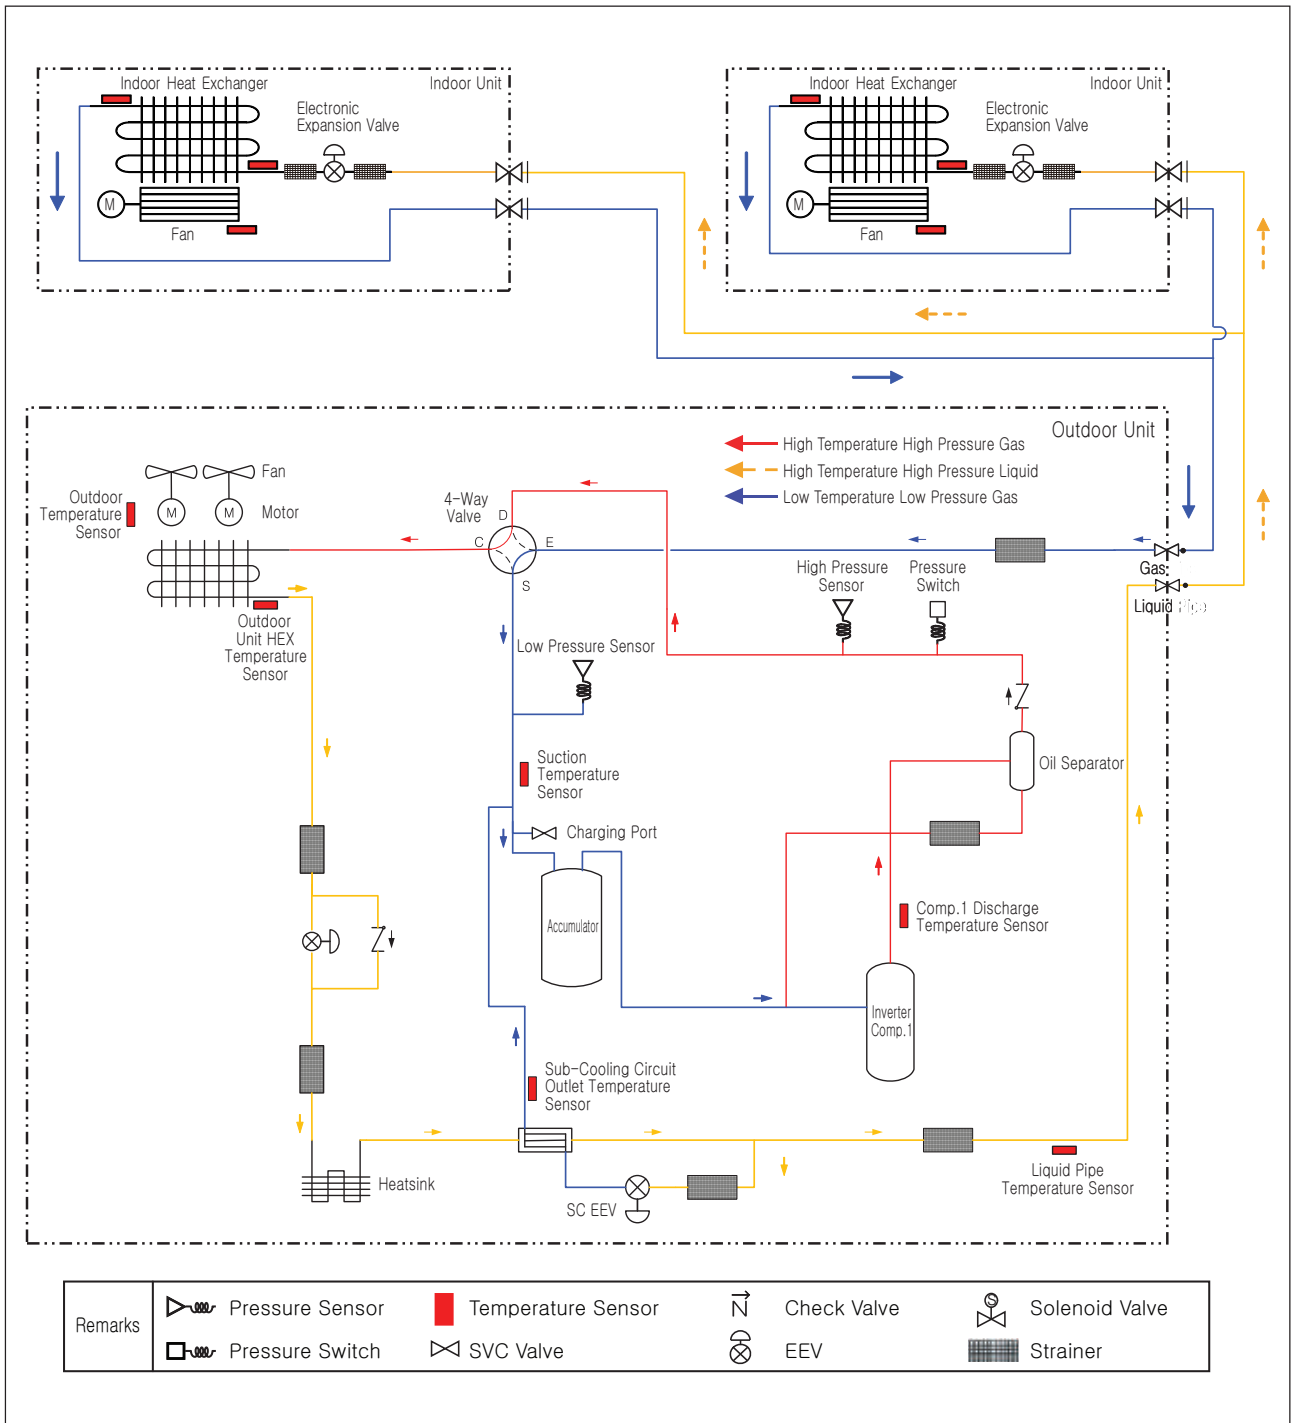 Indoor Heat Exchanger
Indoor Unit
Electronic
Expansion Valve
M
Fan
Indoor Heat Exchanger
Indoor Unit
Electronic
Expansion Valve
M
Fan
Outdoor Unit
High Temperature High Pressure Gas
High Temperature High Pressure Liquid
Low Temperature Low Pressure Gas
Fan
Outdoor
Temperature
Sensor
M
M
Motor
4-Way
Valve
D
C
E
S
High Pressure
Sensor
Pressure
Switch
Gas
Liquid Pipe
Outdoor
Unit HEX
Temperature
Sensor
Low Pressure Sensor
Suction
Temperature
Sensor
Oil Separator
Charging Port
Accumulator
Comp.1 Discharge
Temperature Sensor
Inverter
Comp.1
Sub-Cooling Circuit
Outlet Temperature
Sensor
Heatsink
SC EEV
Liquid Pipe
Temperature Sensor
Remarks
Pressure Sensor
Temperature Sensor
Check Valve
S
Solenoid Valve
Pressure Switch
SVC Valve
EEV
Strainer